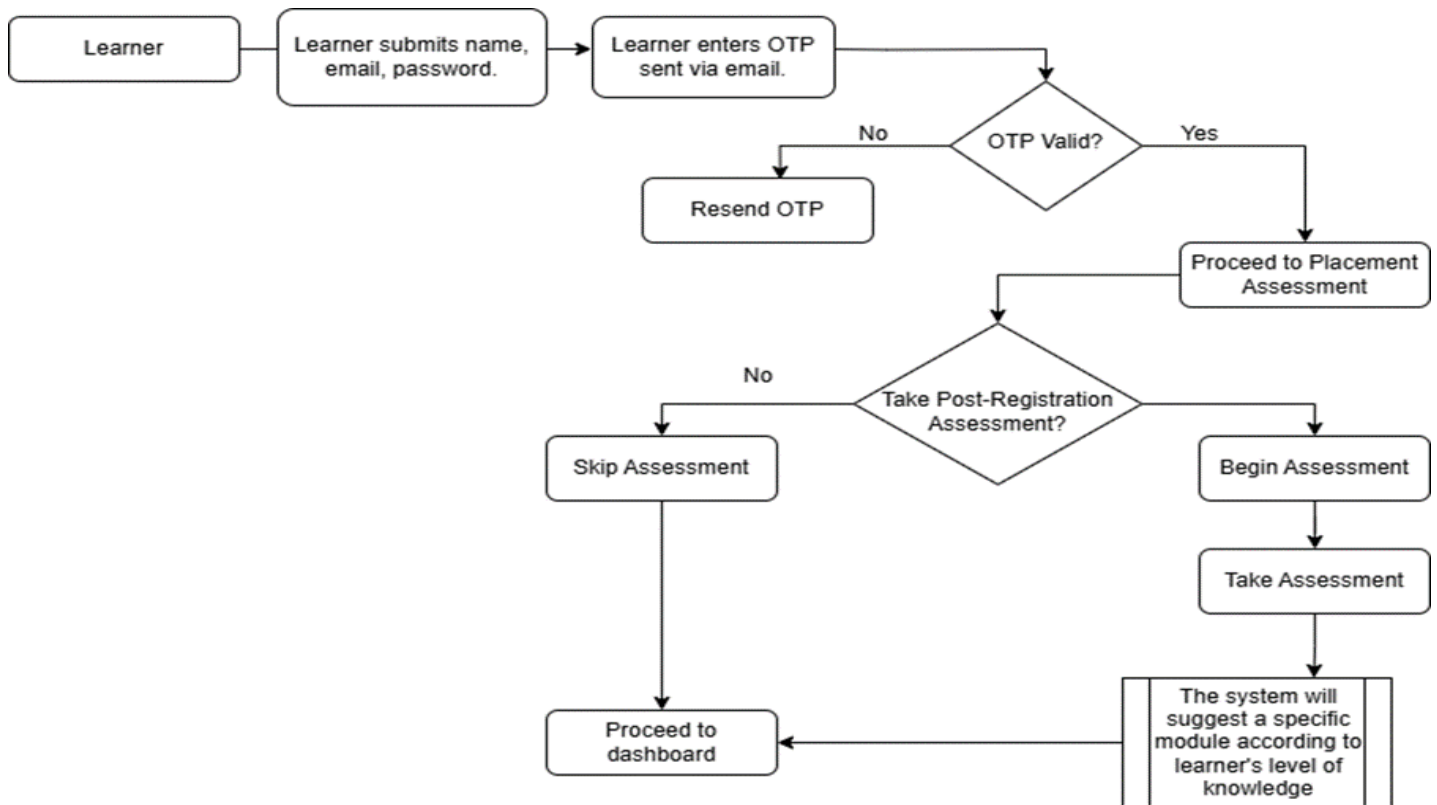 Learner
Learner submits name,
email, password.
Learner enters OTP
sent via email.
OTP Valid?
No
Yes
Resend OTP
Proceed to Placement
Assessment
Take Post-Registration
Assessment?
No
Skip Assessment
Begin Assessment
Take Assessment
The system will
suggest a specific
module according to
learner's level of
knowledge
Proceed to
dashboard